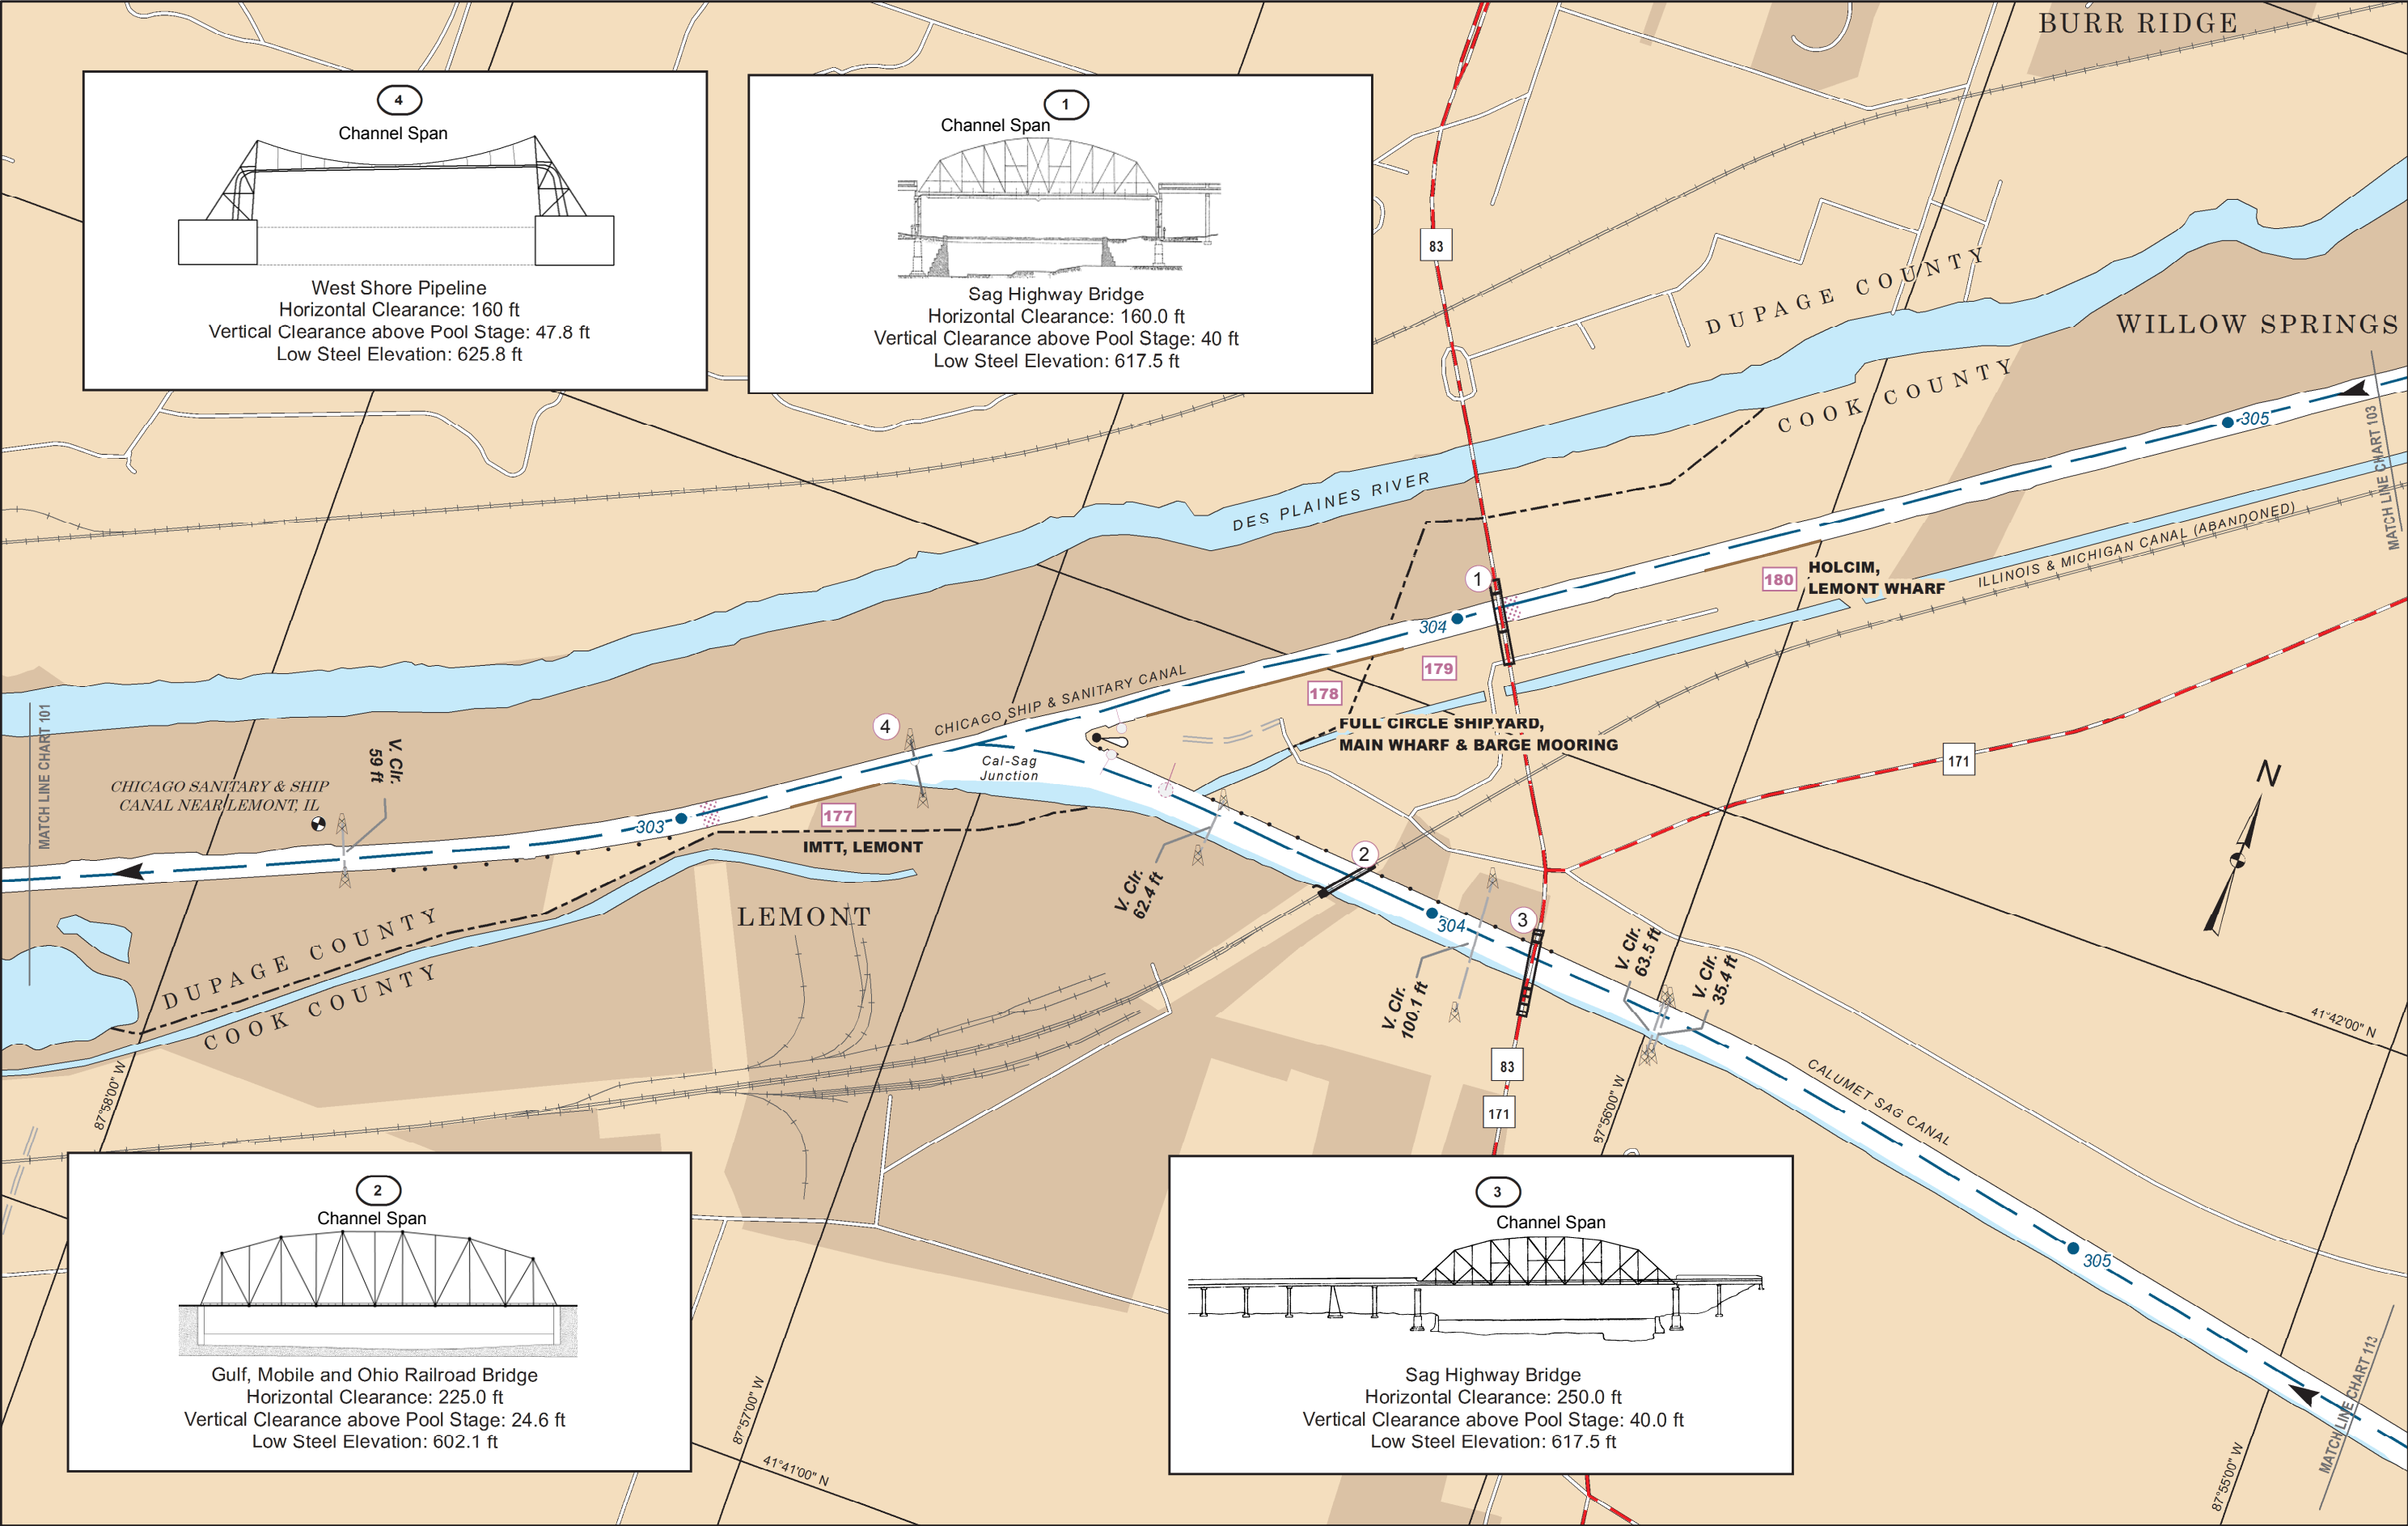 BURR RIDGE
4
Channel Span
West Shore Pipeline
Horizontal Clearance: 160 ft
Vertical Clearance above Pool Stage: 47.8 ft
Low Steel Elevation: 625.8 ft
1
Channel Span
Sag Highway Bridge
Horizontal Clearance: 160.0 ft
Vertical Clearance above Pool Stage: 40 ft
Low Steel Elevation: 617.5 ft
83
DUPAGE COUNTY
COOK COUNTY
WILLOW SPRINGS
305
MATCH LINE CHART 103
DES PLAINES RIVER
ILLINOIS & MICHIGAN CANAL (ABANDONED)
1
304
180
HOLCIM,
LEMONT WHARF
179
178
FULL CIRCLE SHIPYARD,
MAIN WHARF & BARGE MOORING
CHICAGO SHIP & SANITARY CANAL
4
Cal-Sag
Junction
171
MATCH LINE CHART 101
V. Clr.
59 ft
CHICAGO SANITARY & SHIP
CANAL NEAR LEMONT, IL
303
177
IMTT, LEMONT
2
V. Clr.
62.4 ft
N
LEMONT
304
3
DUPAGE COUNTY
COOK COUNTY
V. Clr.
100.1 ft
V. Clr.
63.5 ft
V. Clr.
35.4 ft
41°42'00" N
83
171
87°58'00" W
87°56'00" W
CALUMET SAG CANAL
305
2
Channel Span
Gulf, Mobile and Ohio Railroad Bridge
Horizontal Clearance: 225.0 ft
Vertical Clearance above Pool Stage: 24.6 ft
Low Steel Elevation: 602.1 ft
3
Channel Span
Sag Highway Bridge
Horizontal Clearance: 250.0 ft
Vertical Clearance above Pool Stage: 40.0 ft
Low Steel Elevation: 617.5 ft
87°57'00" W
41°41'00" N
MATCH LINE CHART 113
87°55'00" W